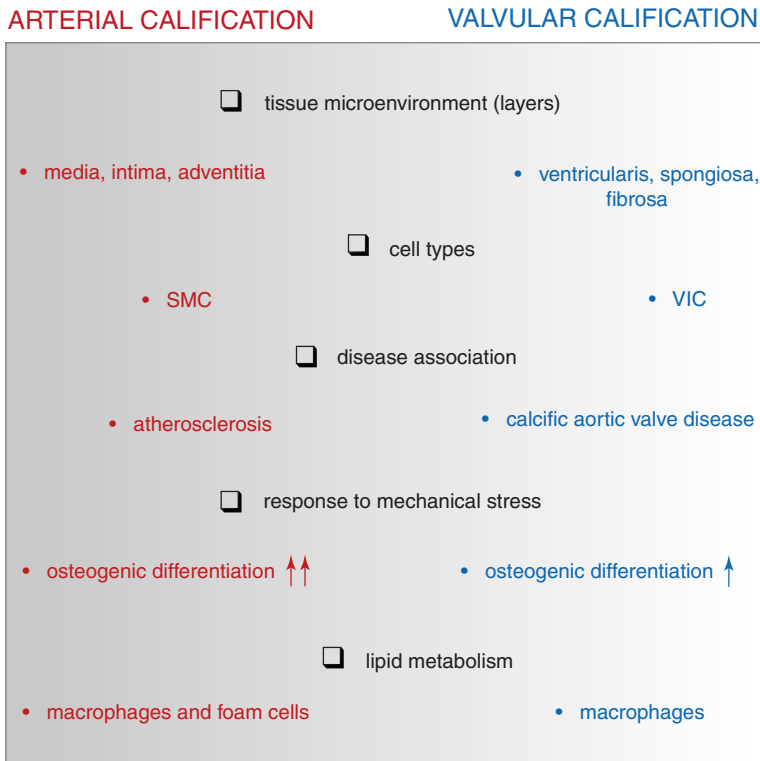 ARTERIAL CALIFICATION
VALVULAR CALIFICATION
tissue microenvironment (layers)
• media, intima, adventitia
• ventricularis, spongiosa,
fibrosa
cell types
• SMC
• VIC
disease association
• atherosclerosis
• calcific aortic valve disease
response to mechanical stress
• osteogenic differentiation ↑↑
• osteogenic differentiation ↑
lipid metabolism
• macrophages and foam cells
• macrophages